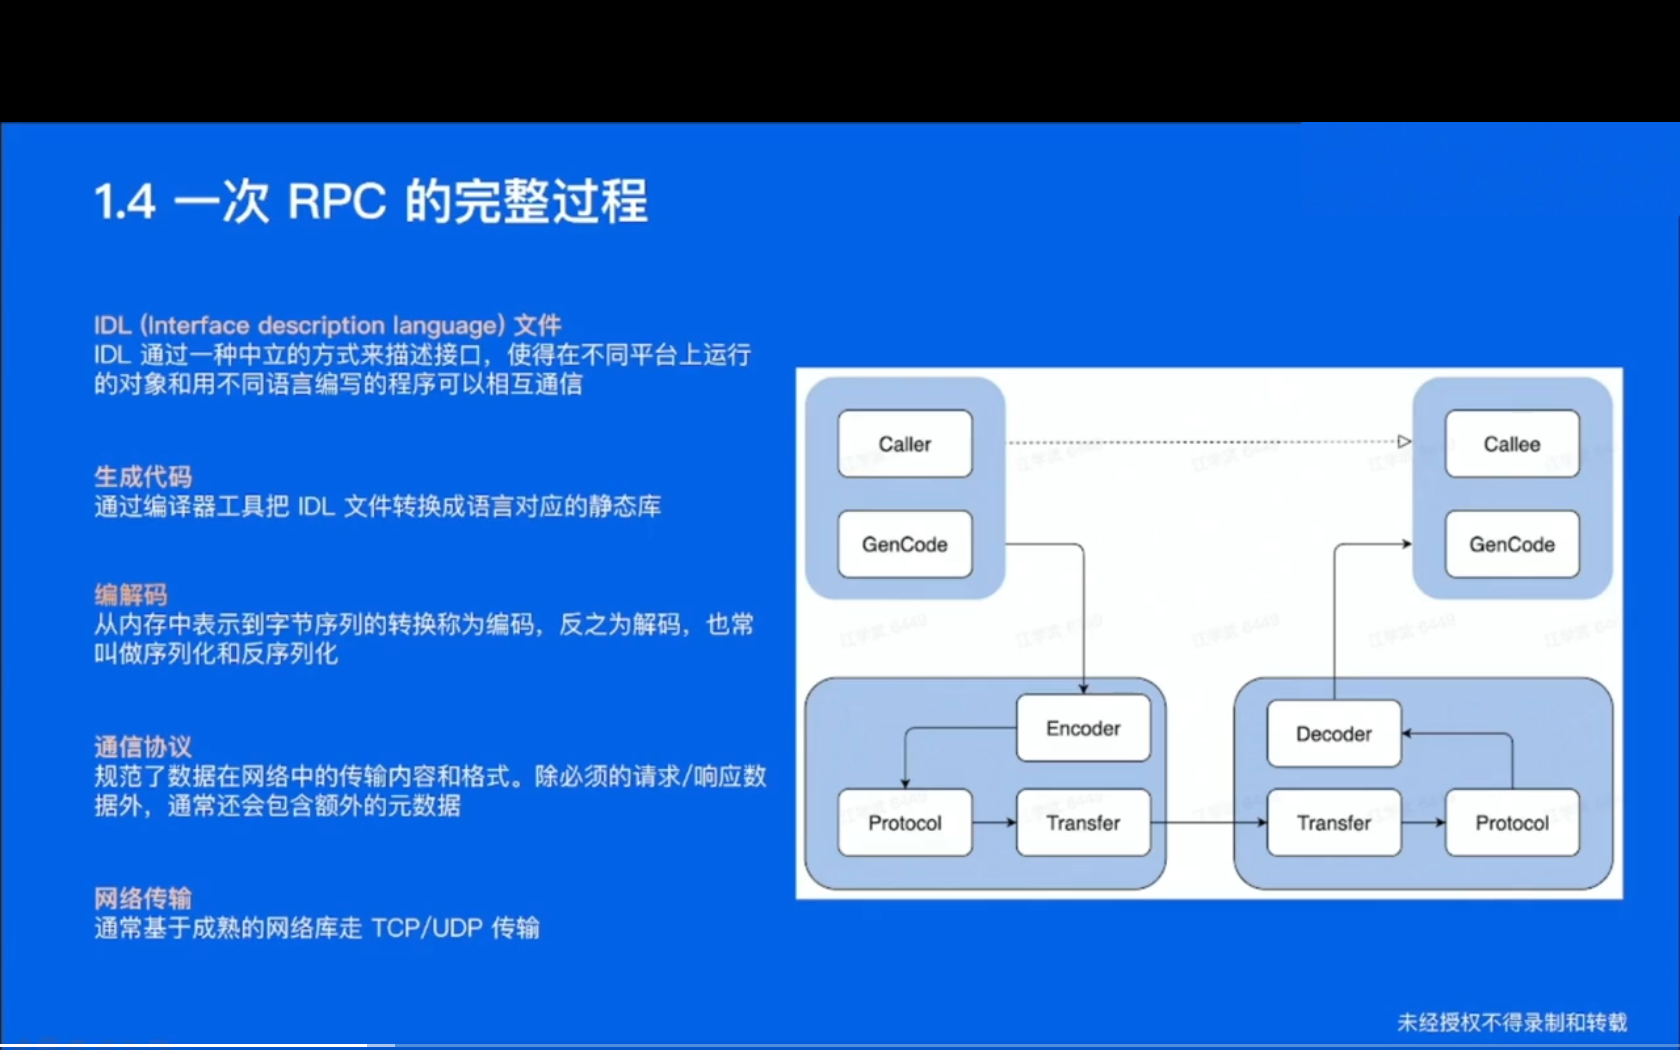 1.4 一次 RPC 的完整过程
IDL (Interface description language) 文件
IDL 通过一种中立的方式来描述接口，使得在不同平台上运行
的对象和用不同语言编写的程序可以相互通信
生成代码
通过编译器工具把 IDL 文件转换成语言对应的静态库
编解码
从内存中表示到字节序列的转换称为编码，反之为解码，也常
叫做序列化和反序列化
通信协议
规范了数据在网络中的传输内容和格式。除必须的请求/响应数
据外，通常还会包含额外的元数据
网络传输
通常基于成熟的网络库走 TCP/UDP 传输
Caller
Callee
GenCode
GenCode
Encoder
Decoder
Protocol
Transfer
Transfer
Protocol
未经授权不得录制和转载